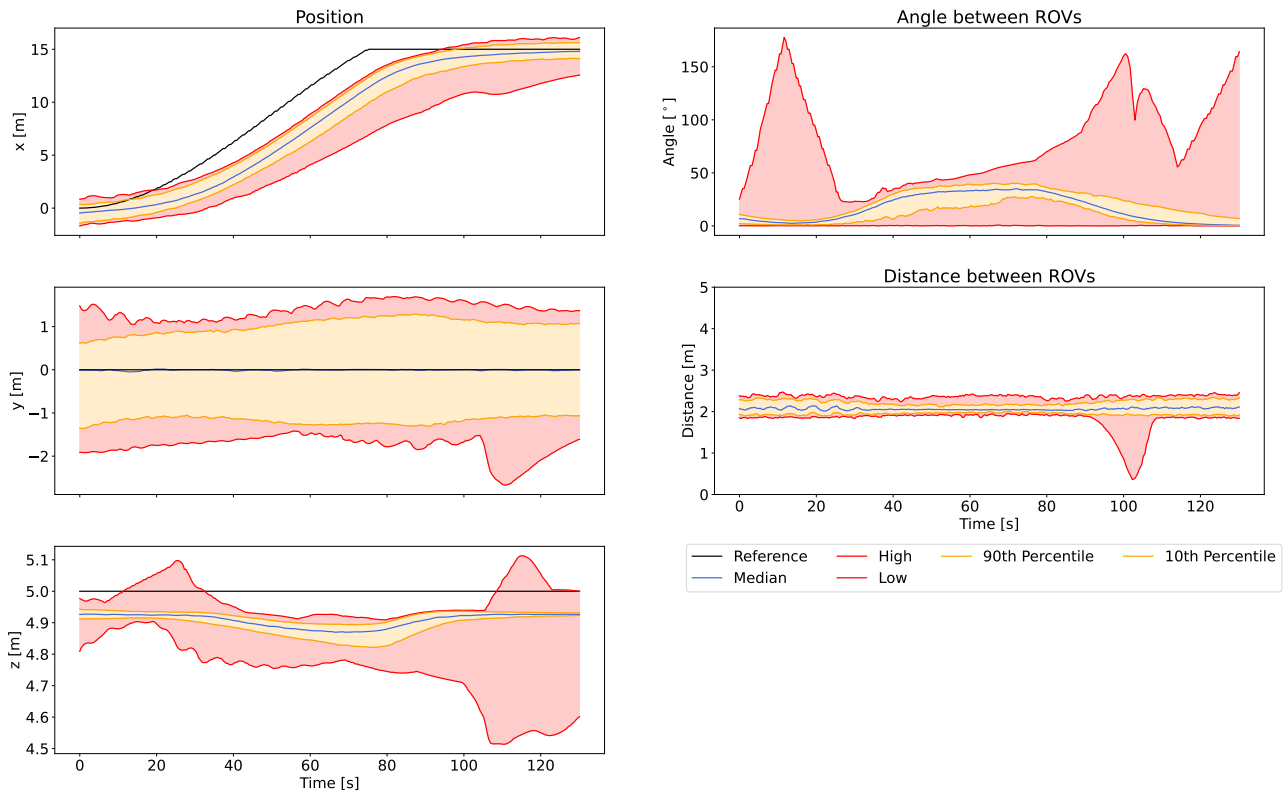 Position
x [m]
15
10
5
0
y [m]
1
0
−1
−2
z [m]
5.1
5.0
4.9
4.8
4.7
4.6
4.5
0 20 40 60 80 100 120
Time [s]
Angle between ROVs
Angle [°]
150
100
50
0
Distance between ROVs
Distance [m]
5
4
3
2
1
0
0 20 40 60 80 100 120
Time [s]
Reference High 90th Percentile 10th Percentile
Median Low